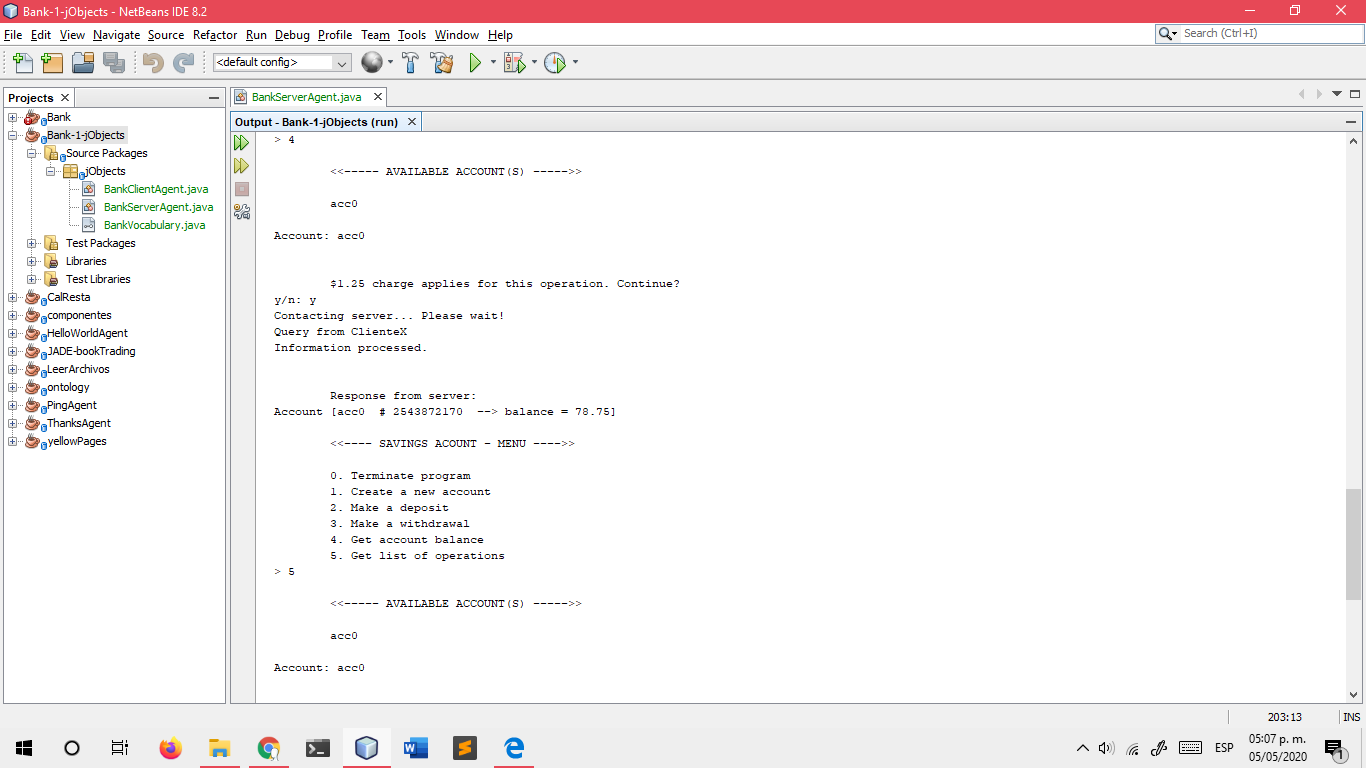 Bank-1-jObjects - NetBeans IDE 8.2
File Edit View Navigate Source Refactor Run Debug Profile Team Tools Window Help
Search (Ctrl+I)
<default config>
Projects
BankServerAgent.java
Output - Bank-1-jObjects (run)
Bank
Bank-1-jObjects
Source Packages
jObjects
BankClientAgent.java
BankServerAgent.java
BankVocabulary.java
Test Packages
Libraries
Test Libraries
CalResta
componentes
HelloWorldAgent
JADE-bookTrading
LeerArchivos
ontology
PingAgent
ThanksAgent
yellowPages
> 4
<<----- AVAILABLE ACCOUNT(S) ----->>
acc0
Account: acc0
$1.25 charge applies for this operation. Continue?
y/n: y
Contacting server... Please wait!
Query from ClienteX
Information processed.
Response from server:
Account [acc0  # 2543872170  --> balance = 78.75]
<<---- SAVINGS ACOUNT - MENU ---->>
0. Terminate program
1. Create a new account
2. Make a deposit
3. Make a withdrawal
4. Get account balance
5. Get list of operations
> 5
<<----- AVAILABLE ACCOUNT(S) ----->>
acc0
Account: acc0
203:13
INS
ESP
05:07 p. m.
05/05/2020
1